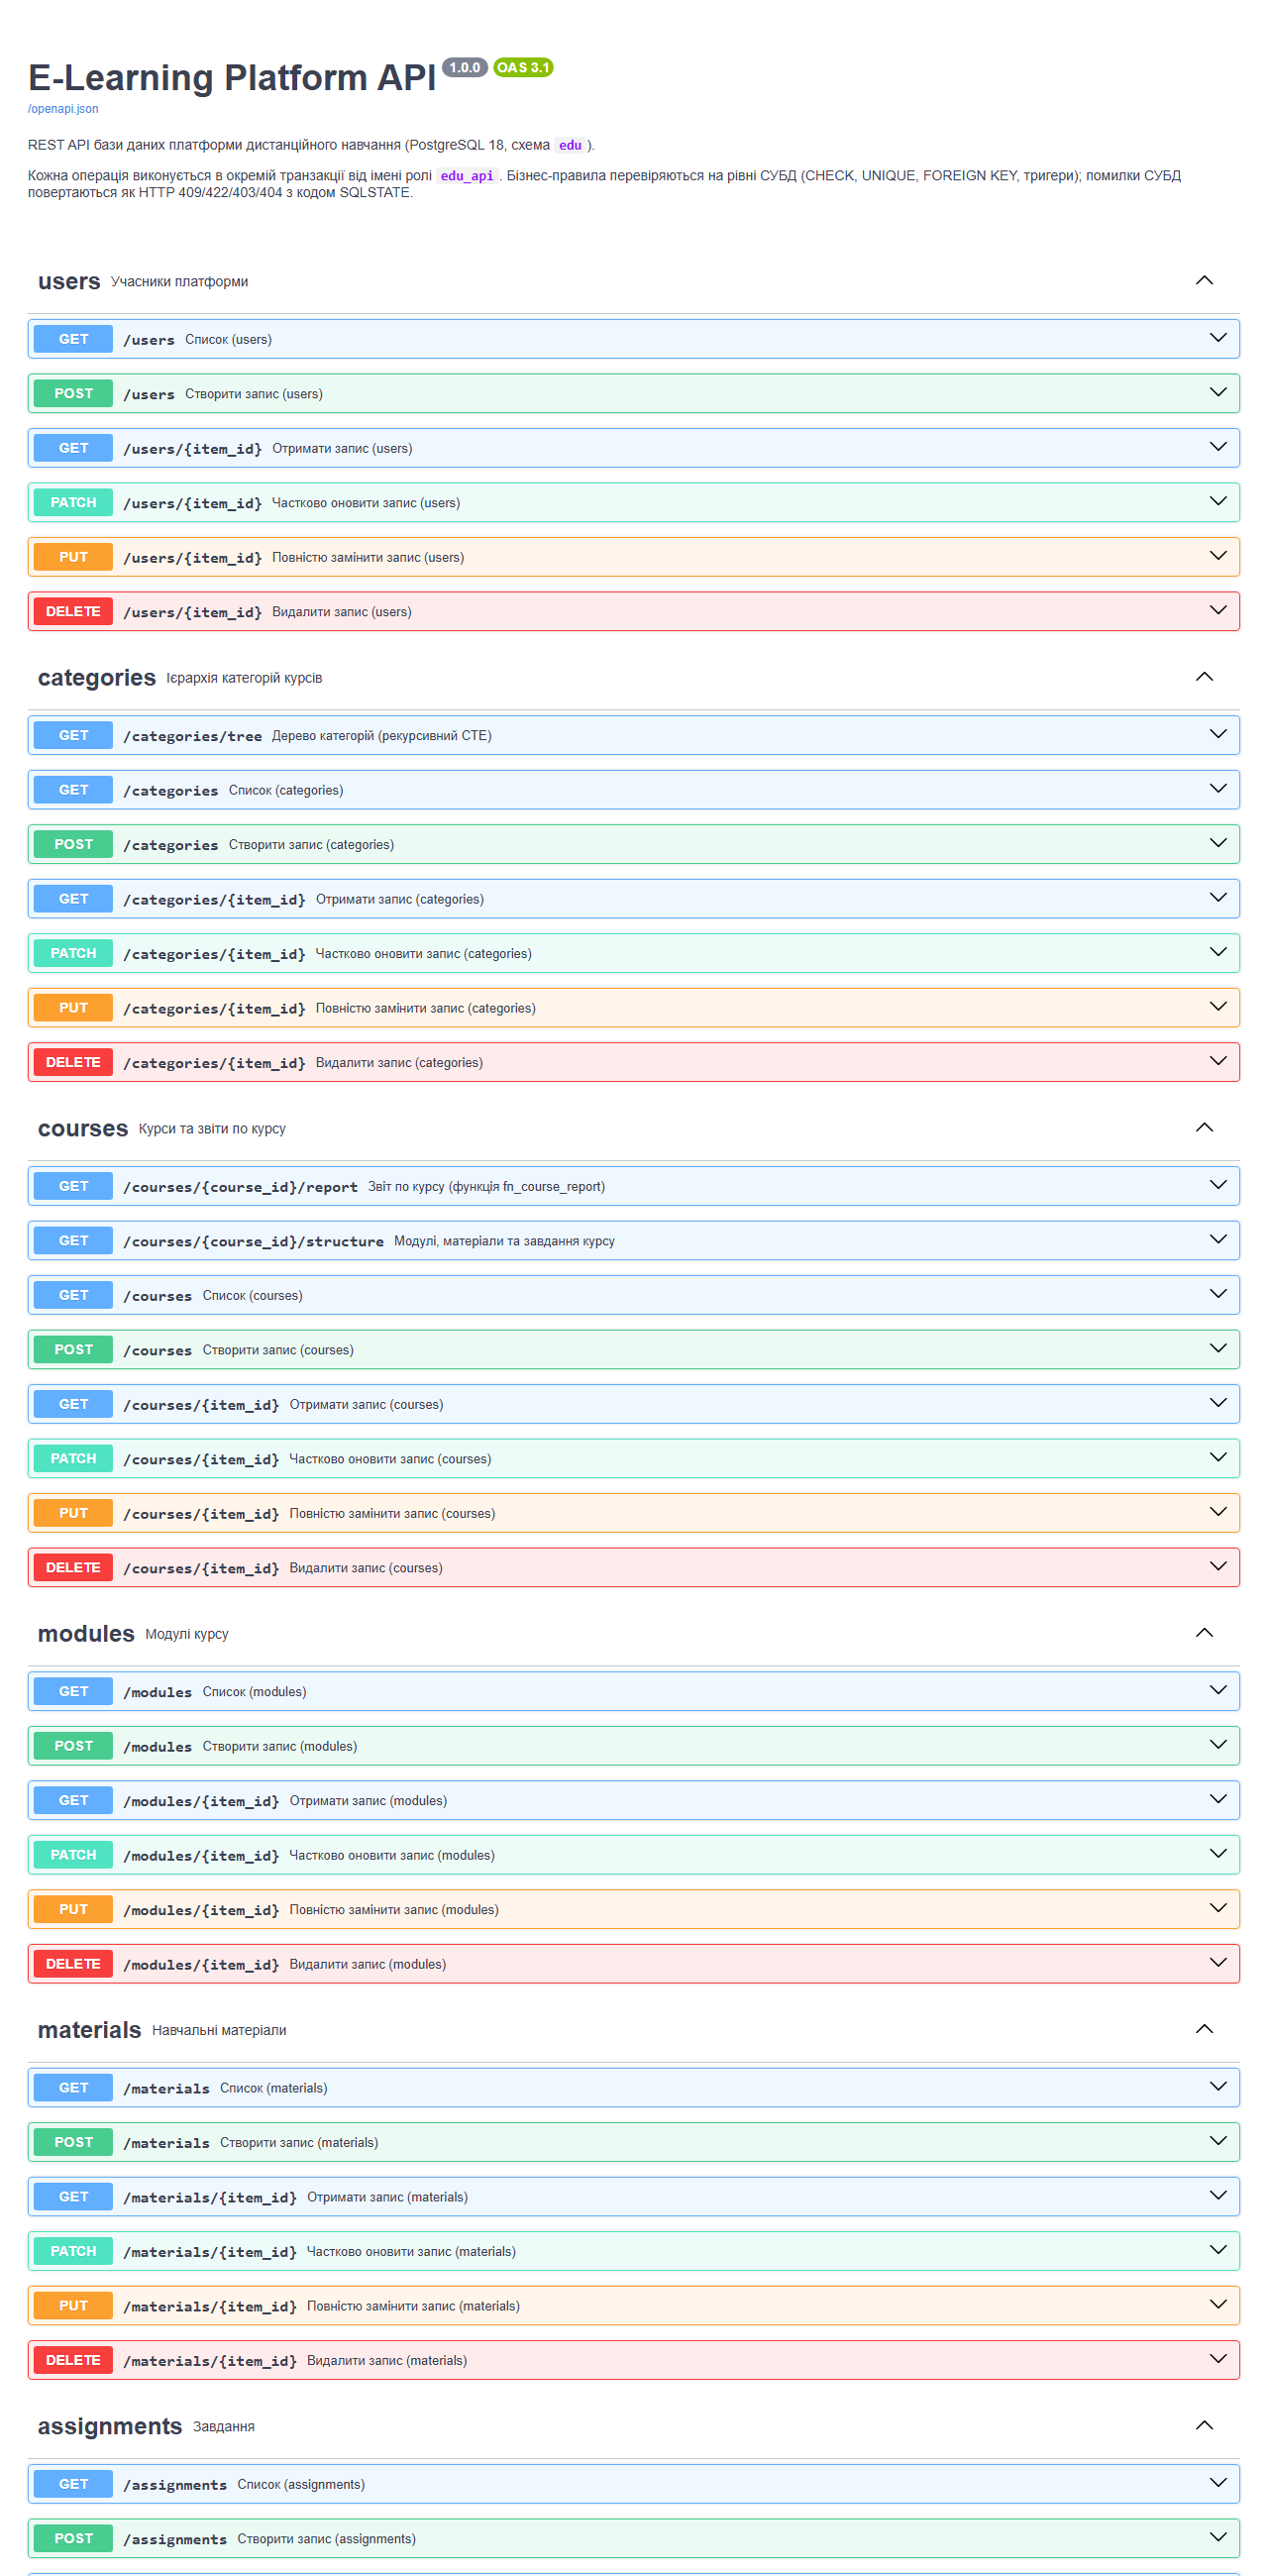 E-Learning Platform API 1.0.0 OAS 3.1
/openapi.json
REST API бази даних платформи дистанційного навчання (PostgreSQL 18, схема edu ).
Кожна операція виконується в окремій транзакції від імені ролі edu_api . Бізнес-правила перевіряються на рівні СУБД (CHECK, UNIQUE, FOREIGN KEY, тригери); помилки СУБД
повертаються як HTTP 409/422/403/404 з кодом SQLSTATE.
users Учасники платформи
GET /users Список (users)
POST /users Створити запис (users)
GET /users/{item_id} Отримати запис (users)
PATCH /users/{item_id} Частково оновити запис (users)
PUT /users/{item_id} Повністю замінити запис (users)
DELETE /users/{item_id} Видалити запис (users)
categories Ієрархія категорій курсів
GET /categories/tree Дерево категорій (рекурсивний CTE)
GET /categories Список (categories)
POST /categories Створити запис (categories)
GET /categories/{item_id} Отримати запис (categories)
PATCH /categories/{item_id} Частково оновити запис (categories)
PUT /categories/{item_id} Повністю замінити запис (categories)
DELETE /categories/{item_id} Видалити запис (categories)
courses Курси та звіти по курсу
GET /courses/{course_id}/report Звіт по курсу (функція fn_course_report)
GET /courses/{course_id}/structure Модулі, матеріали та завдання курсу
GET /courses Список (courses)
POST /courses Створити запис (courses)
GET /courses/{item_id} Отримати запис (courses)
PATCH /courses/{item_id} Частково оновити запис (courses)
PUT /courses/{item_id} Повністю замінити запис (courses)
DELETE /courses/{item_id} Видалити запис (courses)
modules Модулі курсу
GET /modules Список (modules)
POST /modules Створити запис (modules)
GET /modules/{item_id} Отримати запис (modules)
PATCH /modules/{item_id} Частково оновити запис (modules)
PUT /modules/{item_id} Повністю замінити запис (modules)
DELETE /modules/{item_id} Видалити запис (modules)
materials Навчальні матеріали
GET /materials Список (materials)
POST /materials Створити запис (materials)
GET /materials/{item_id} Отримати запис (materials)
PATCH /materials/{item_id} Частково оновити запис (materials)
PUT /materials/{item_id} Повністю замінити запис (materials)
DELETE /materials/{item_id} Видалити запис (materials)
assignments Завдання
GET /assignments Список (assignments)
POST /assignments Створити запис (assignments)